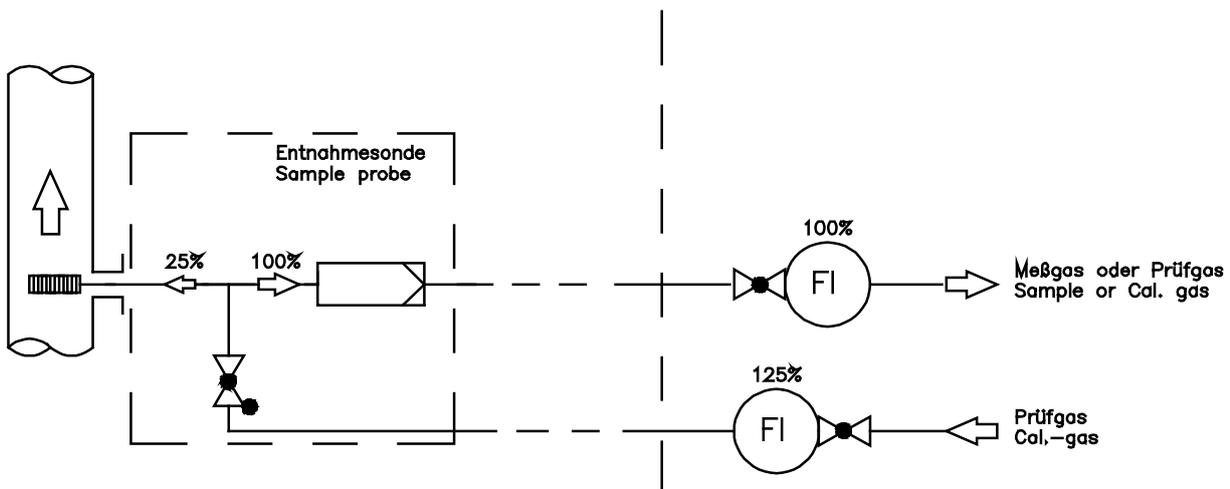 Entnahmesonde
Sample probe
25%
100%
100%
FI
Meßgas oder Prüfgas
Sample or Cal. gas
125%
FI
Prüfgas
Cal.-gas